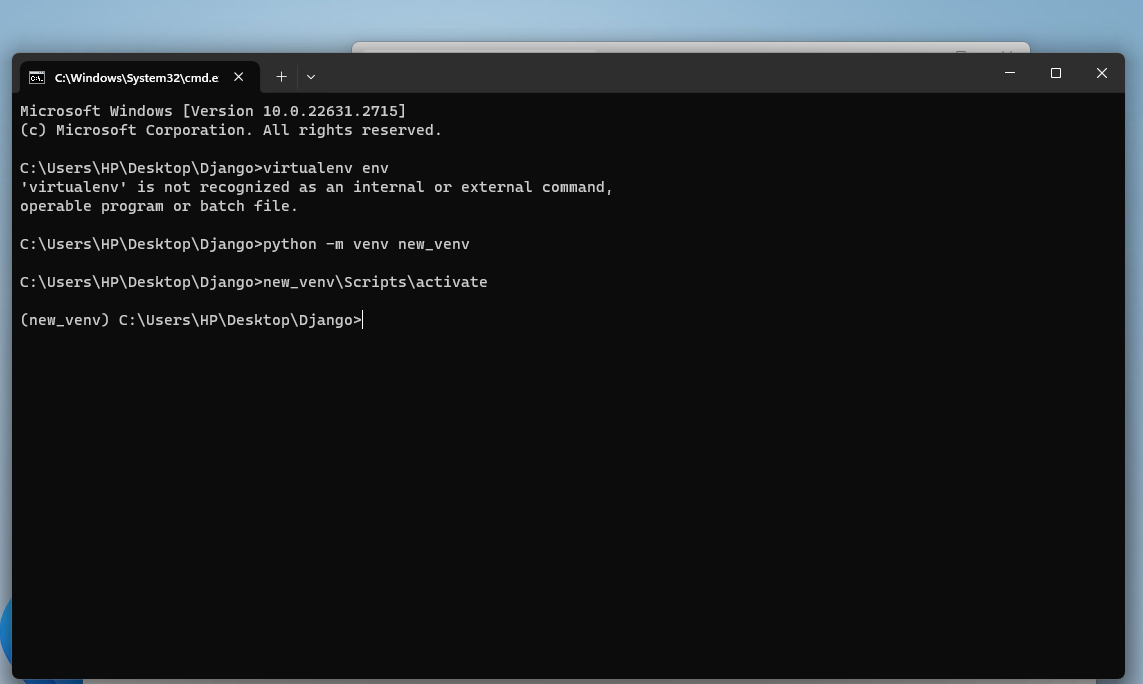 C:\Windows\System32\cmd.e
Microsoft Windows [Version 10.0.22631.2715]
(c) Microsoft Corporation. All rights reserved.
C:\Users\HP\Desktop\Django>virtualenv env
'virtualenv' is not recognized as an internal or external command,
operable program or batch file.
C:\Users\HP\Desktop\Django>python -m venv new_venv
C:\Users\HP\Desktop\Django>new_venv\Scripts\activate
(new_venv) C:\Users\HP\Desktop\Django>